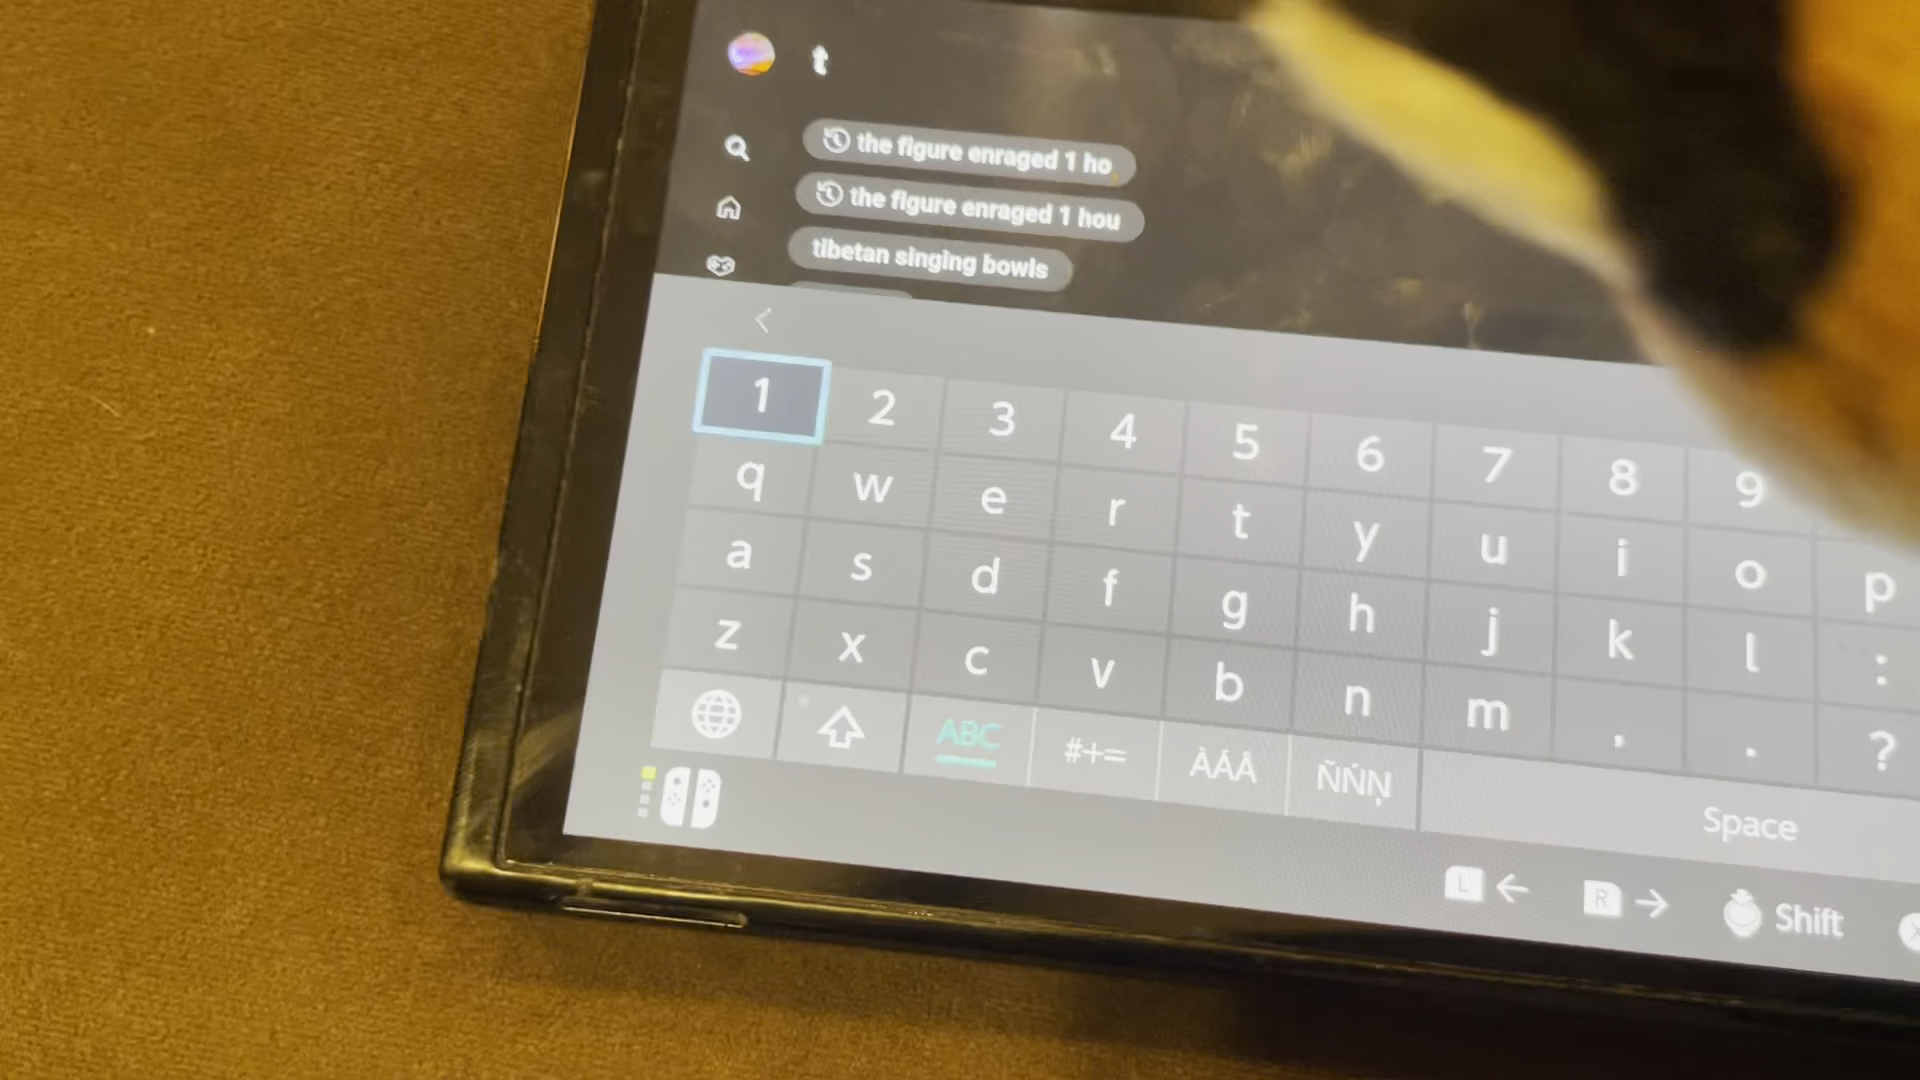 t
the figure enraged 1 ho
the figure enraged 1 hou
tibetan singing bowls
1 2 3 4 5 6 7 8 9
q w e r t y u i o p
a s d f g h j k l :
z x c v b n m , . ?
ABC #+= ÀÁÂ ÑŃŅ Space
L ← R → Shift X